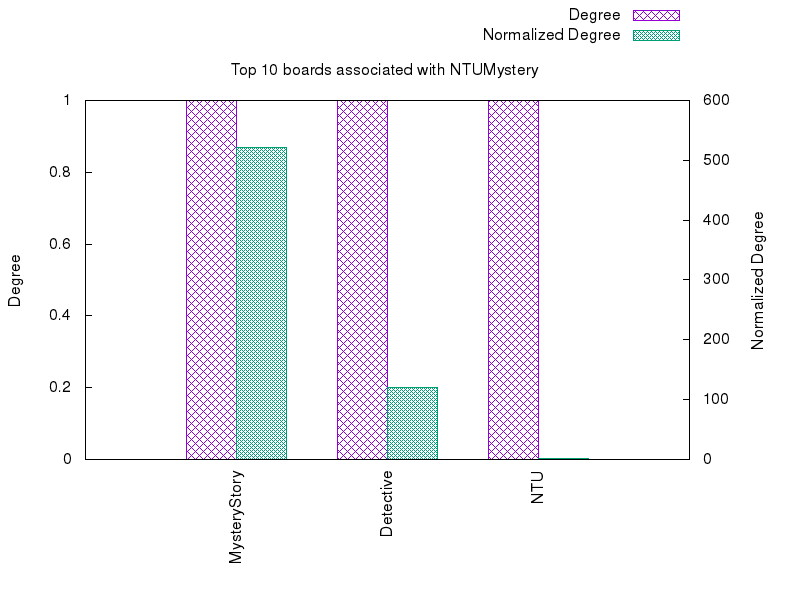 Degree
Normalized Degree
Top 10 boards associated with NTUMystery
1
0.8
0.6
0.4
0.2
0
600
500
400
300
200
100
0
Degree
Normalized Degree
MysteryStory
Detective
NTU